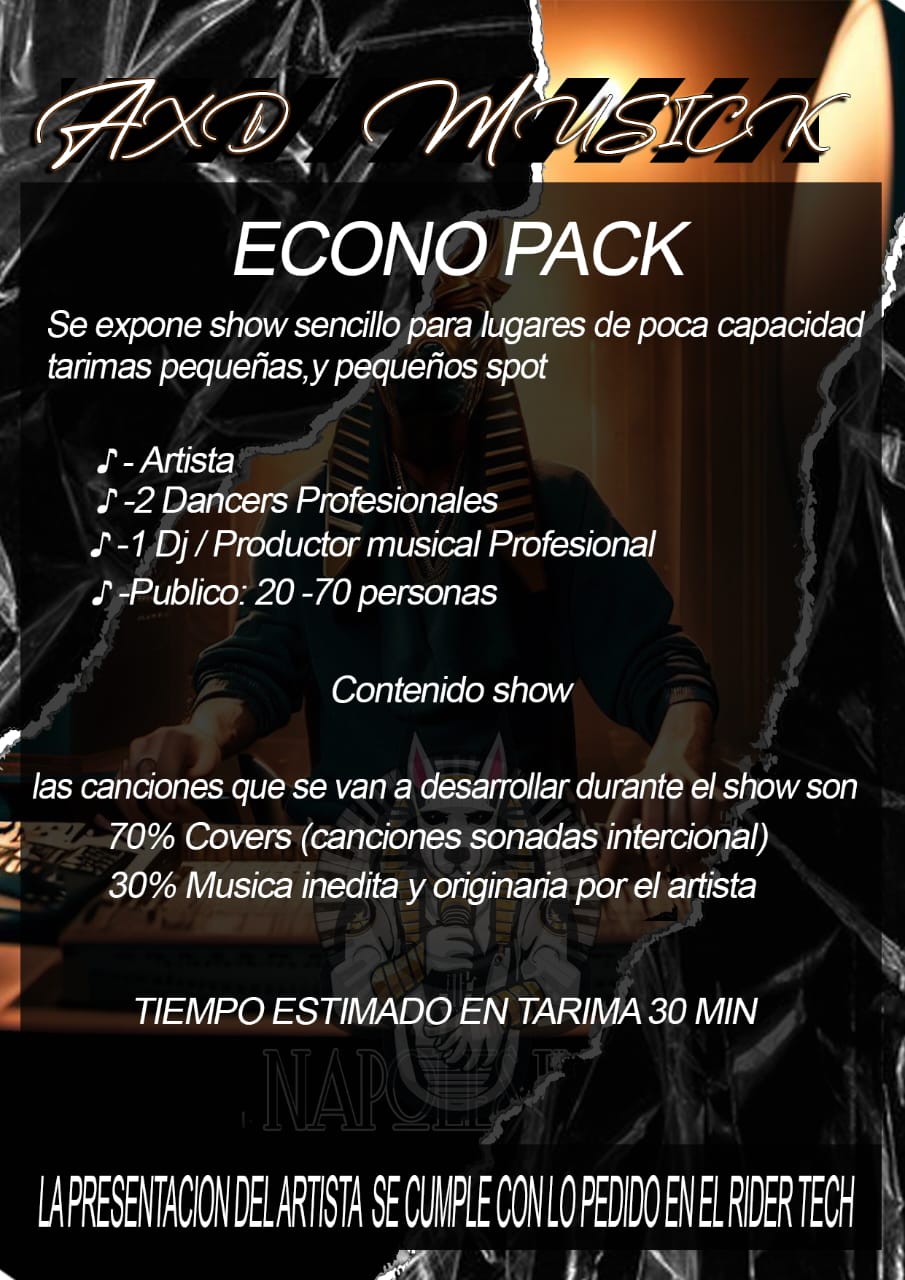 AXD MUSICK
ECONO PACK
Se expone show sencillo para lugares de poca capacidad
tarimas pequeñas,y pequeños spot
♪ - Artista
♪ -2 Dancers Profesionales
♪ -1 Dj / Productor musical Profesional
♪ -Publico: 20 -70 personas
Contenido show
las canciones que se van a desarrollar durante el show son
70% Covers (canciones sonadas intercional)
30% Musica inedita y originaria por el artista
TIEMPO ESTIMADO EN TARIMA 30 MIN
LA PRESENTACION DEL ARTISTA SE CUMPLE CON LO PEDIDO EN EL RIDER TECH